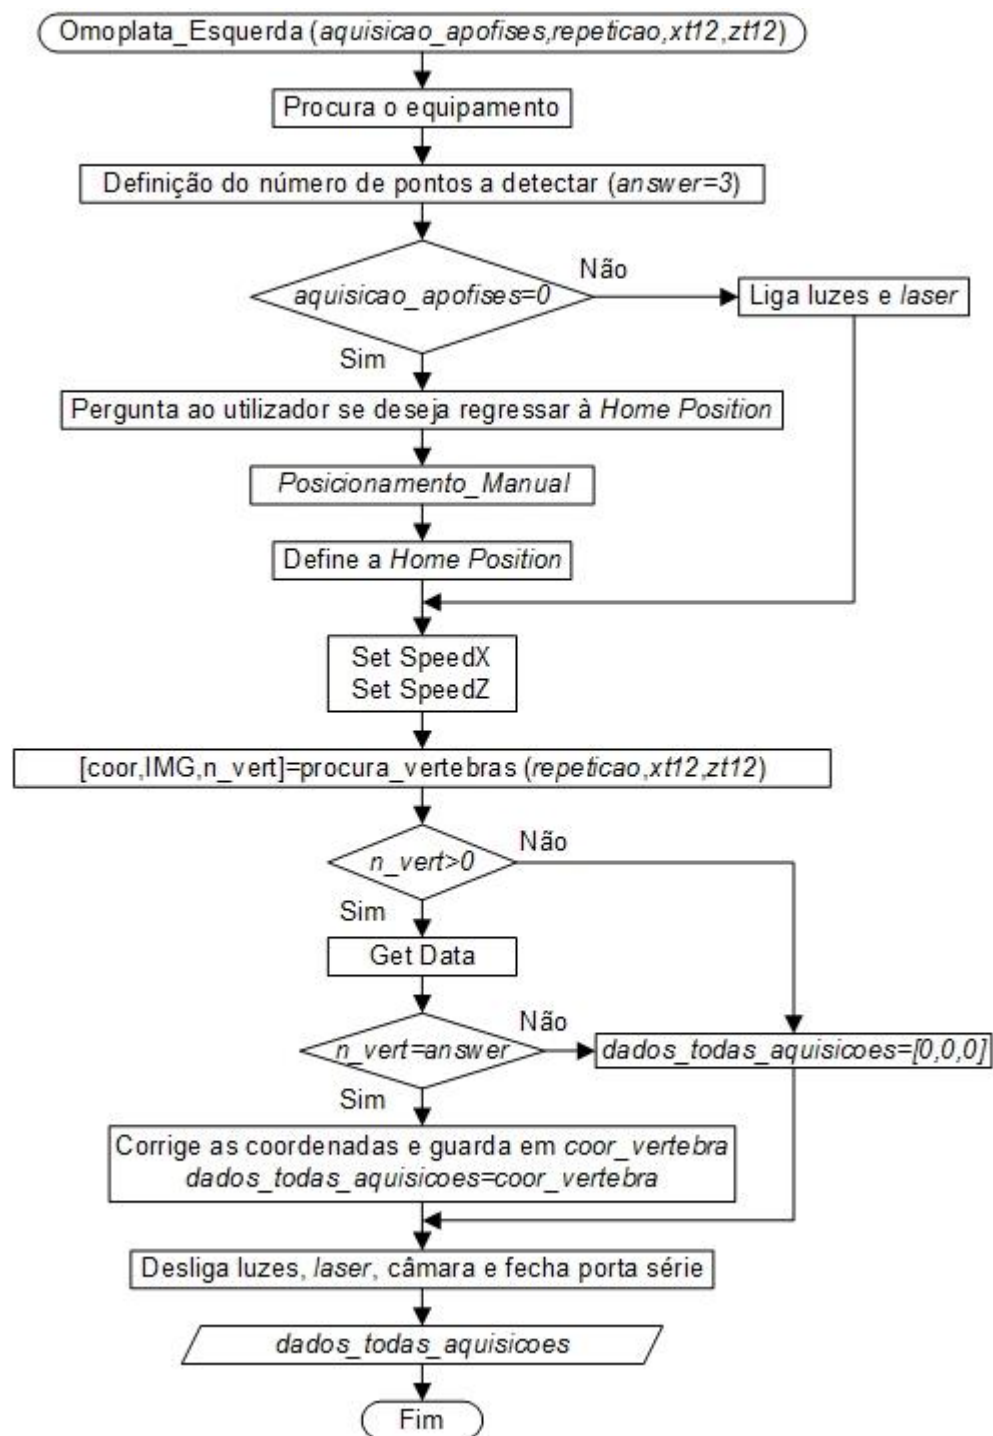 Omoplata_Esquerda (aquisicao_apofises,repeticao,xt12,zt12)
Procura o equipamento
Definição do número de pontos a detectar (answer=3)
aquisicao_apofises=0
Não
Liga luzes e laser
Sim
Pergunta ao utilizador se deseja regressar à Home Position
Posicionamento_Manual
Define a Home Position
Set SpeedX
Set SpeedZ
[coor,IMG,n_vert]=procura_vertebras (repeticao,xt12,zt12)
n_vert>0
Não
Sim
Get Data
n_vert=answer
Não
dados_todas_aquisicoes=[0,0,0]
Sim
Corrige as coordenadas e guarda em coor_vertebra
dados_todas_aquisicoes=coor_vertebra
Desliga luzes, laser, câmara e fecha porta série
dados_todas_aquisicoes
Fim